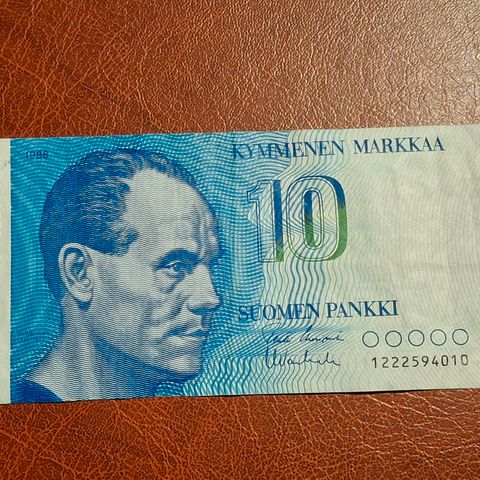 1986
KYMMENEN MARKKAA
10
SUOMEN PANKKI
1222594010